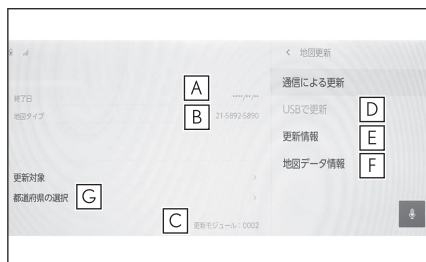 地図更新
A
通信による更新
終了日
----/--/--
B
地図タイプ
21-5892-5890
USBで更新
D
更新情報
E
地図データ情報
F
更新対象
都道府県の選択
G
C
更新モジュール：0002